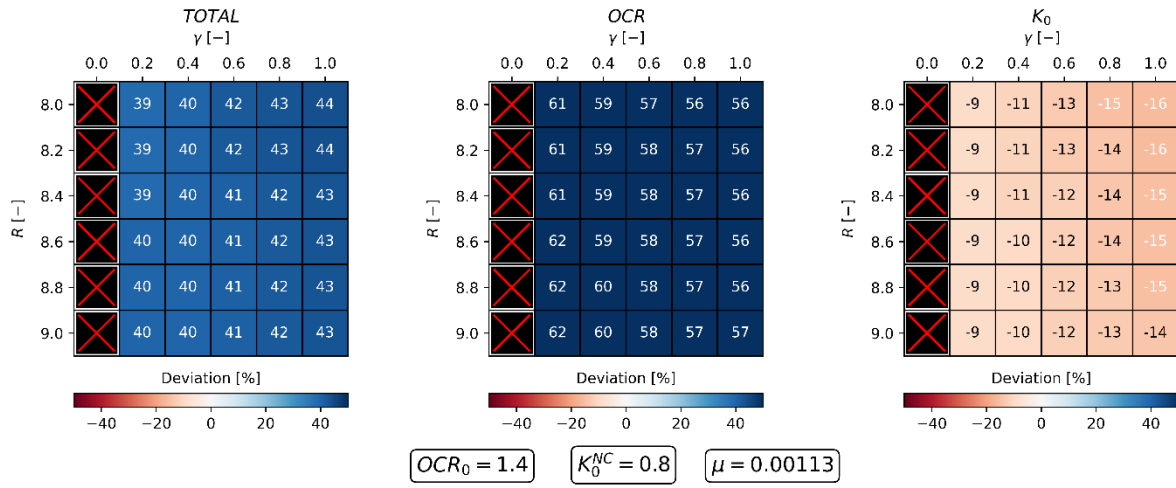 TOTAL
γ [−]
0.0 0.2 0.4 0.6 0.8 1.0
R [−]
8.0 39 40 42 43 44
8.2 39 40 42 43 44
8.4 39 40 41 42 43
8.6 40 40 41 42 43
8.8 40 40 41 42 43
9.0 40 40 41 42 43
Deviation [%]
−40 −20 0 20 40
OCR
γ [−]
0.0 0.2 0.4 0.6 0.8 1.0
R [−]
8.0 61 59 57 56 56
8.2 61 59 58 57 56
8.4 61 59 58 57 56
8.6 62 59 58 57 56
8.8 62 60 58 57 56
9.0 62 60 58 57 57
Deviation [%]
−40 −20 0 20 40
K₀
γ [−]
0.0 0.2 0.4 0.6 0.8 1.0
R [−]
8.0 -9 -11 -13 -15 -16
8.2 -9 -11 -13 -14 -16
8.4 -9 -11 -12 -14 -15
8.6 -9 -10 -12 -14 -15
8.8 -9 -10 -12 -13 -15
9.0 -9 -10 -12 -13 -14
Deviation [%]
−40 −20 0 20 40
OCR₀ = 1.4 K₀ᴺᶜ = 0.8 μ = 0.00113